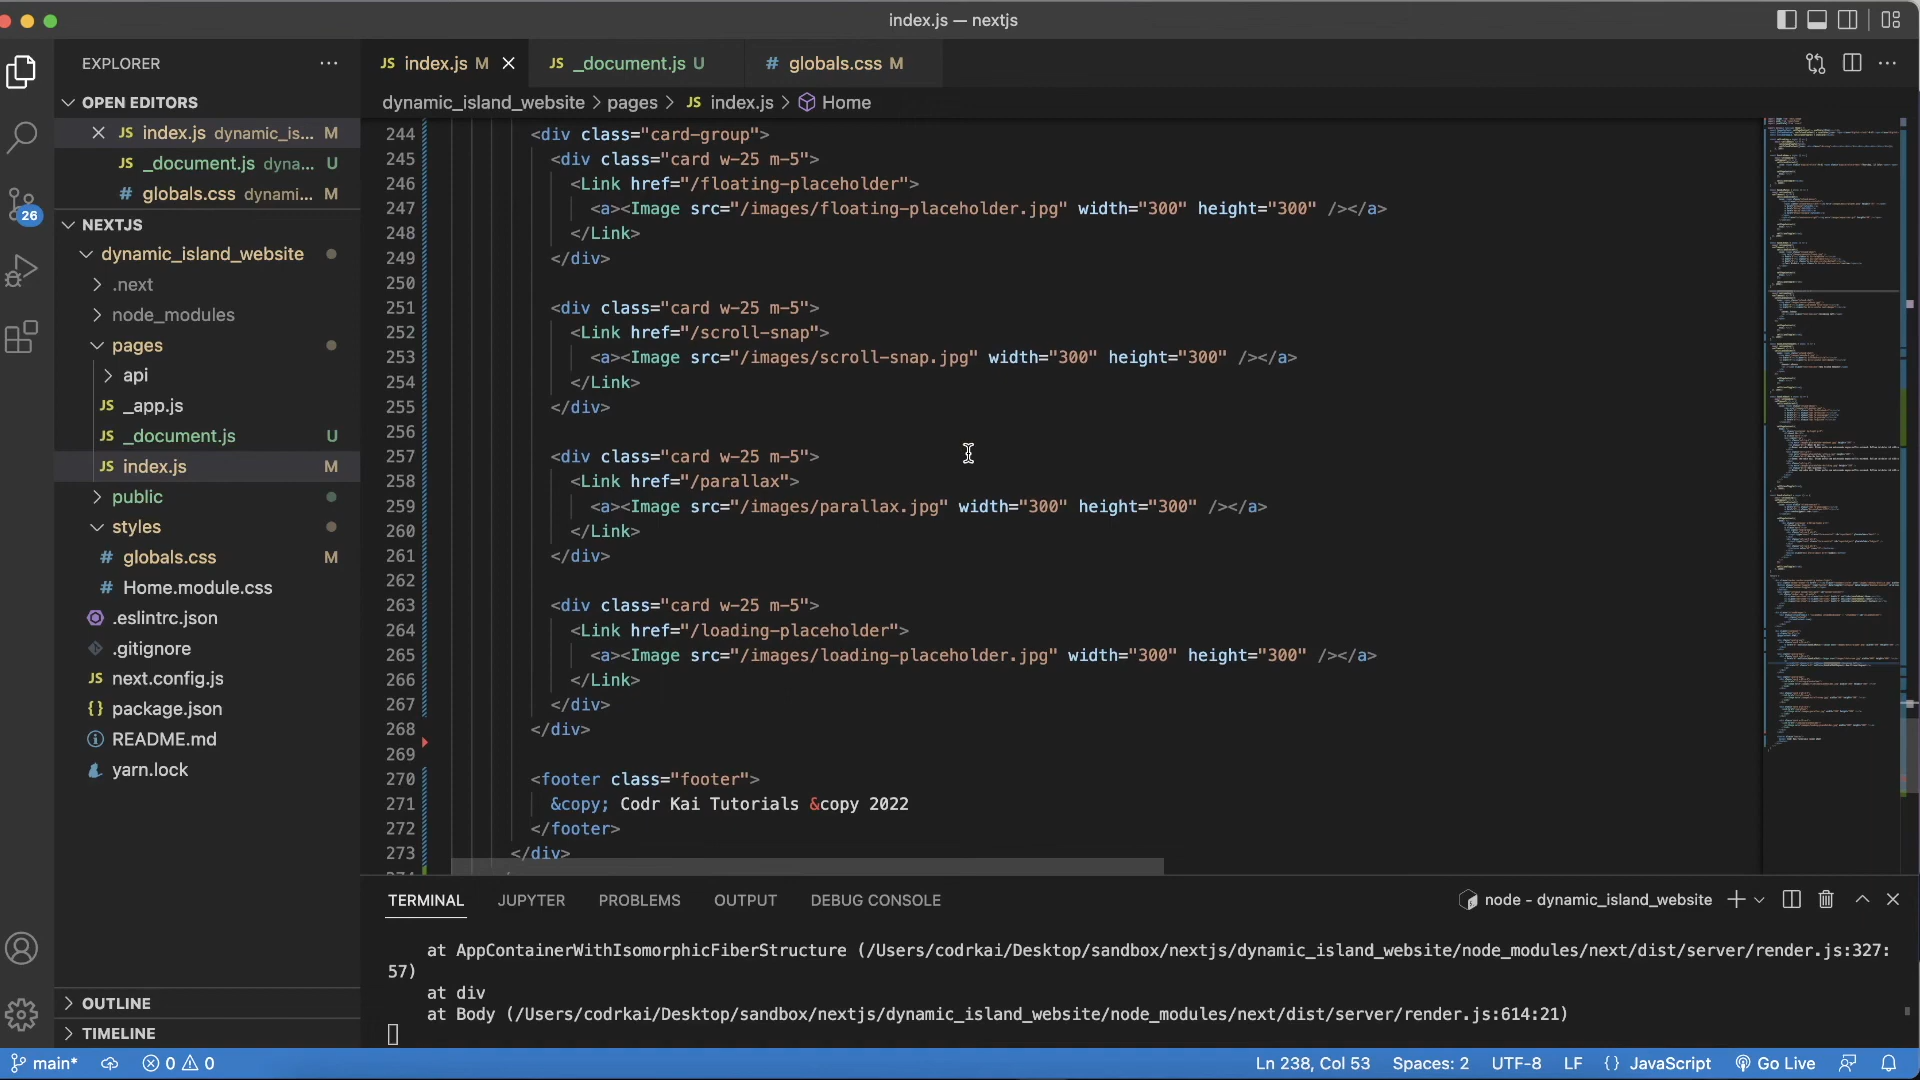 index.js — nextjs
EXPLORER
OPEN EDITORS
JS index.js dynamic_is... M
JS _document.js dyna... U
# globals.css dynami... M
26
NEXTJS
dynamic_island_website
.next
node_modules
pages
api
JS _app.js
JS _document.js U
JS index.js M
public
styles
# globals.css M
# Home.module.css
.eslintrc.json
.gitignore
JS next.config.js
{} package.json
README.md
yarn.lock
OUTLINE
TIMELINE
JS index.js M
JS _document.js U
# globals.css M
dynamic_island_website > pages > JS index.js > Home
244 <div class="card-group">
245 <div class="card w-25 m-5">
246 <Link href="/floating-placeholder">
247 <a><Image src="/images/floating-placeholder.jpg" width="300" height="300" /></a>
248 </Link>
249 </div>
250
251 <div class="card w-25 m-5">
252 <Link href="/scroll-snap">
253 <a><Image src="/images/scroll-snap.jpg" width="300" height="300" /></a>
254 </Link>
255 </div>
256
257 <div class="card w-25 m-5">
258 <Link href="/parallax">
259 <a><Image src="/images/parallax.jpg" width="300" height="300" /></a>
260 </Link>
261 </div>
262
263 <div class="card w-25 m-5">
264 <Link href="/loading-placeholder">
265 <a><Image src="/images/loading-placeholder.jpg" width="300" height="300" /></a>
266 </Link>
267 </div>
268 </div>
269
270 <footer class="footer">
271 &copy; Codr Kai Tutorials &copy 2022
272 </footer>
273 </div>
TERMINAL JUPYTER PROBLEMS OUTPUT DEBUG CONSOLE
node - dynamic_island_website
at AppContainerWithIsomorphicFiberStructure (/Users/codrkai/Desktop/sandbox/nextjs/dynamic_island_website/node_modules/next/dist/server/render.js:327:
57)
at div
at Body (/Users/codrkai/Desktop/sandbox/nextjs/dynamic_island_website/node_modules/next/dist/server/render.js:614:21)
main* 0 0 Ln 238, Col 53 Spaces: 2 UTF-8 LF {} JavaScript Go Live